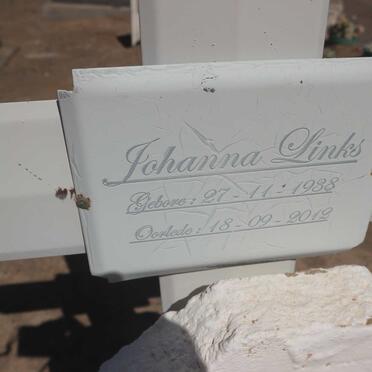 Johanna Links
Gebore : 27 - 11 - 1938
Oorlede : 18 - 09 - 2012